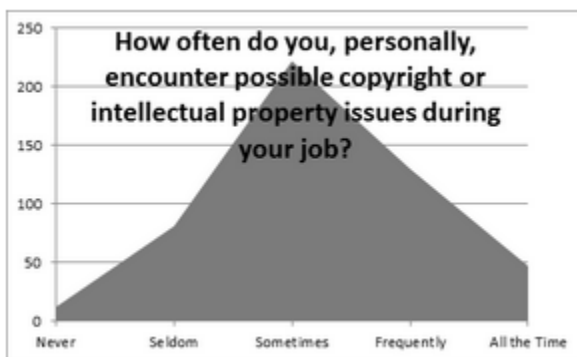 How often do you, personally,
encounter possible copyright or
intellectual property issues during
your job?
250
200
150
100
50
0
Never Seldom Sometimes Frequently All the Time